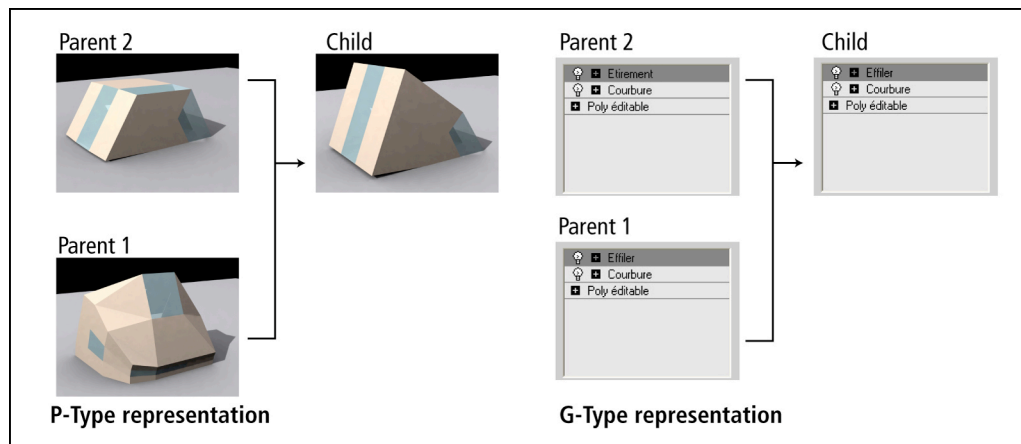 Parent 2
Child
Parent 1
P-Type representation
Parent 2
Etirement
Courbure
Poly éditable
Child
Effiler
Courbure
Poly éditable
Parent 1
Effiler
Courbure
Poly éditable
G-Type representation